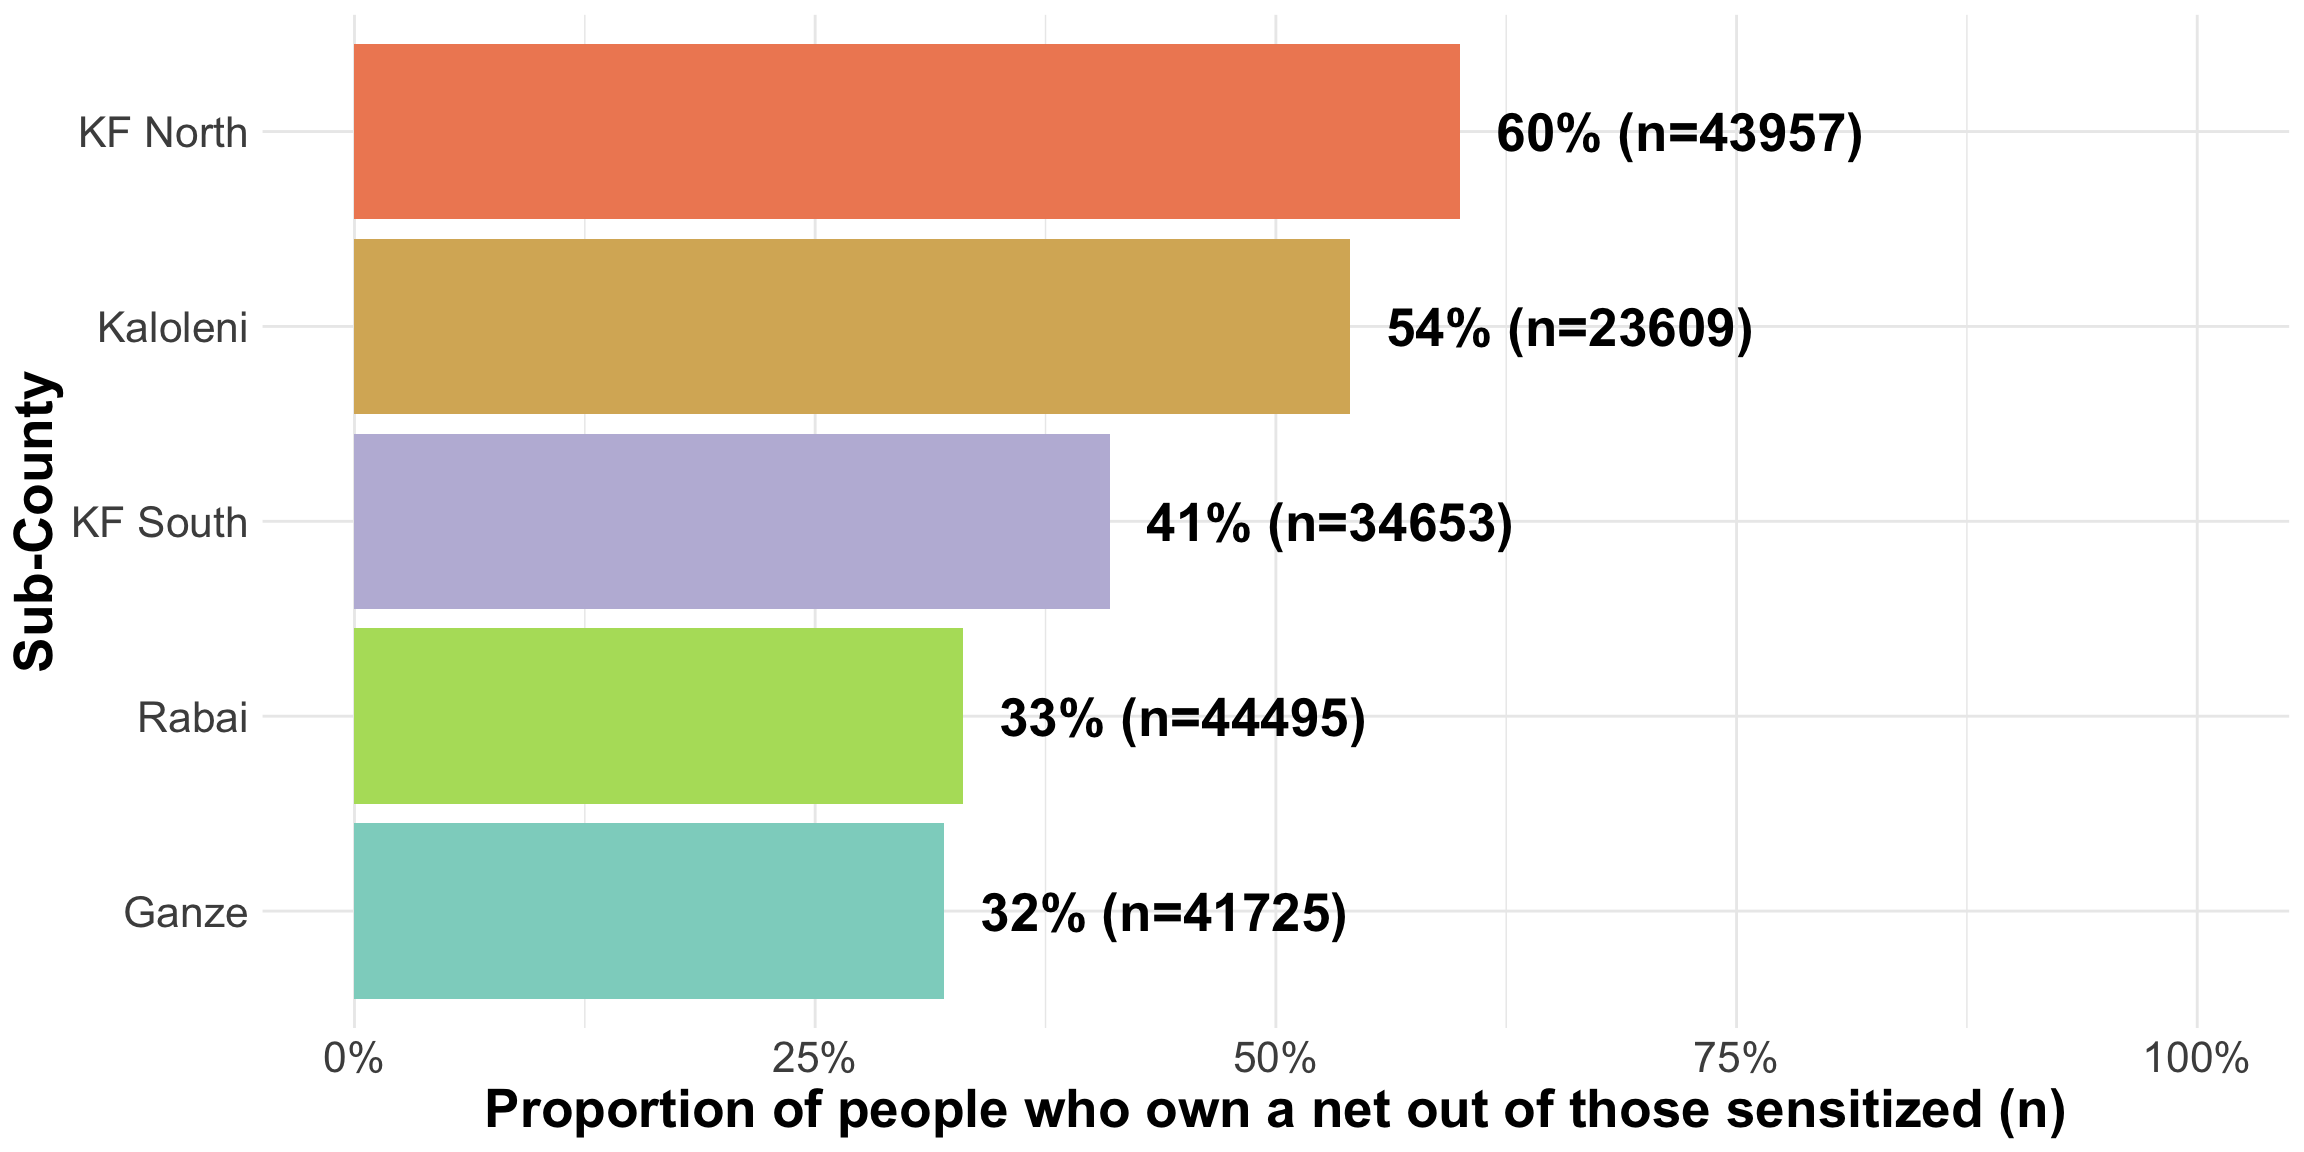 Sub-County
KF North
60% (n=43957)
Kaloleni
54% (n=23609)
KF South
41% (n=34653)
Rabai
33% (n=44495)
Ganze
32% (n=41725)
0% 25% 50% 75% 100%
Proportion of people who own a net out of those sensitized (n)